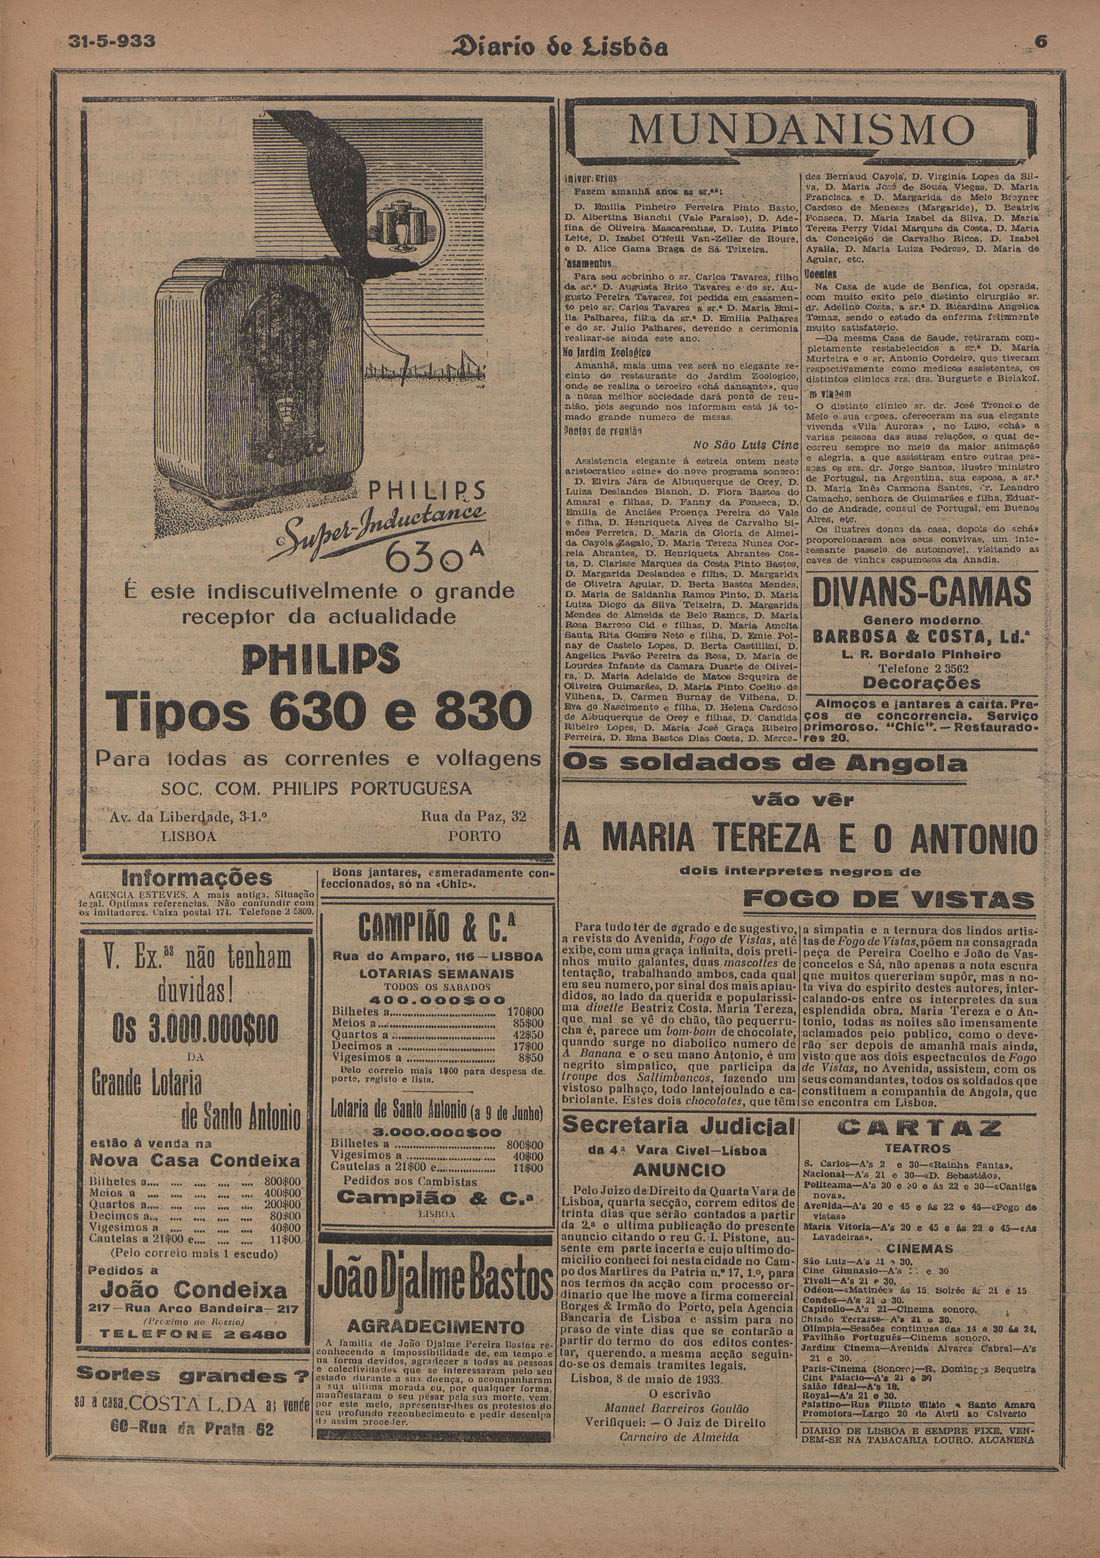 31-5-933
Diario de Lisbôa
6
PHILIPS
Super-Inductance
630A
É este indiscutivelmente o grande
receptor da actualidade
PHILIPS
Tipos 630 e 830
Para todas as correntes e voltagens
SOC. COM. PHILIPS PORTUGUESA
Av. da Liberdade, 3-1.º
LISBOA
Rua da Paz, 32
PORTO
Informações
AGENCIA ESTEVES. A mais antiga. Situação
legal. Optimas referencias. Não confundir com
os imitadores. Caixa postal 174. Telefone 2 5809.
V. Ex.as não tenham
duvidas!
Os 3.000.000$00
DA
Grande Lotaria
de Santo Antonio
estão á venda na
Nova Casa Condeixa
Bilhetes a.... .... .... .... .... 800$00
Meios a .... .... .... .... .... 400$00
Quartos a.... .... .... .... .... 200$00
Decimos a... .... .... .... .... 80$00
Vigesimos a .... .... .... .... 40$00
Cautelas a 21$00 e.... .... .... 11$00
(Pelo correio mais 1 escudo)
Pedidos a
João Condeixa
217—Rua Arco Bandeira—217
(Proximo ao Rossio)
TELEFONE 26480
Sortes grandes?
só a casa COSTA L.DA as vende
60-Rua da Prata 62
Bons jantares, esmeradamente con-
feccionados, só na «Chic».
CAMPIÃO & C.ª
Rua do Amparo, 116—LISBOA
LOTARIAS SEMANAIS
TODOS OS SABADOS
400.000$00
Bilhetes a........................ 170$00
Meios a........................ 85$00
Quartos a........................ 42$50
Decimos a........................ 17$00
Vigesimos a........................ 8$50
Pelo correio mais 1$00 para despesa de
porte, registo e lista.
Lotaria de Santo Antonio (a 9 de Junho)
3.000.000$00
Bilhetes a ........................ 800$00
Vigesimos a........................ 40$00
Cautelas a 21$00 e............ 11$00
Pedidos aos Cambistas
Campião & C.ª
LISBOA
João Djalme Bastos
AGRADECIMENTO
A familia de João Djalme Pereira Bastos re-
conhecendo a impossibilidade de, em tempo e
na forma devidos, agradecer a todas as pessoas
e colectividades que se interessaram pelo seu
estado durante a sua doença, o acompanharam
á sua ultima morada ou, por qualquer forma,
manifestaram o seu pesar pela sua morte, vem,
por este meio, apresentar-lhes os protestos do
seu profundo reconhecimento e pedir desculpa
de assim proceder.
MUNDANISMO
Fazem amanhã anos as sr.ªs:
D. Emilia Pinheiro Ferreira Pinto Basto,
D. Albertina Bianchi (Vale Paraiso), D. Ade-
lina de Oliveira Mascarenhas, D. Luiza Pinto
Leite, D. Izabel O'Neill Van-Zeller de Roure,
e D. Alice Gama Braga de Sá Teixeira.
Casamentos
Para seu sobrinho o sr. Carlos Tavares, filho
da sr.ª D. Augusta Brito Tavares e do sr. Au-
gusto Pereira Tavares, foi pedida em casamen-
to pelo sr. Carlos Tavares a sr.ª D. Maria Emi-
lia Palhares, filha da sr.ª D. Emilia Palhares
e do sr. Julio Palhares, devendo a cerimonia
realizar-se ainda este ano.
No Jardim Zoologico
Amanhã, mais uma vez será no elegante re-
cinto do restaurante do Jardim Zoologico,
onde se realiza o terceiro «chá dansante», que
a nossa melhor sociedade dará ponto de reu-
nião, pois segundo nos informam está já to-
mado grande numero de mesas.
Pontos de reunião
No São Luis Cine
Assistencia elegante á estreia ontem neste
aristocratico «cine» do novo programa sonoro:
D. Elvira Jára de Albuquerque de Orey, D.
Luiza Deslandes Bianch, D. Flora Bastos do
Amaral e filhas, D. Fanny da Fonseca, D.
Emilia de Anciães Proença Pereira do Vale
e filha, D. Henriqueta Alves de Carvalho Si-
mões Ferreira, D. Maria da Gloria de Almei-
da Cayola Zagalo, D. Maria Tereza Nunes Cor-
reia Abrantes, D. Henriqueta Abrantes Cos-
ta, D. Clarisse Marques da Costa Pinto Bastos,
D. Margarida Deslandes e filha, D. Margarida
de Oliveira Aguiar, D. Berta Bastos Mendes,
D. Maria de Saldanha Ramos Pinto, D. Maria
Luiza Diogo da Silva Teixeira, D. Margarida
Mendes de Almeida de Belo Ramos, D. Maria
Rosa Barroso Cid e filhas, D. Maria Amelia
Santa Rita Gomes Neto e filha, D. Emie Pol-
nay de Castelo Lopes, D. Berta Castillini, D.
Angelica Pavão Pereira da Rosa, D. Maria de
Lourdes Infante da Camara Duarte de Olivei-
ra, D. Maria Adelaide de Matos Sequeira de
Oliveira Guimarães, D. Maria Pinto Coelho de
Vilhena, D. Carmen Burnay de Vilhena, D.
Eva do Nascimento e filha, D. Helena Cardoso
de Albuquerque de Orey e filhas, D. Candida
Ribeiro Lopes, D. Maria José Graça Ribeiro
Ferreira, D. Ema Bastos Dias Costa, D. Merce-
des Bernaud Cayola, D. Virginia Lopes da Sil-
va, D. Maria José de Sousa Viegas, D. Maria
Francisca e D. Margarida de Melo Breyner
Cardozo de Menezes (Margaride), D. Beatriz
Fonseca, D. Maria Izabel da Silva, D. Maria
Tereza Perry Vidal Marques da Costa, D. Maria
da Conceição de Carvalho Ricca, D. Izabel
Ayalla, D. Maria Luiza Pedroso, D. Maria de
Aguiar, etc.
Doentes
Na Casa de aude de Benfica, foi operada,
com muito exito pelo distinto cirurgião sr.
dr. Adelino Costa, a sr.ª D. Ricardina Angelica
Tomaz, sendo o estado da enferma felizmente
muito satisfatorio.
—Da mesma Casa de Saude, retiraram com-
pletamente restabelecidos a sr.ª D. Maria
Murteira e o sr. Antonio Cordeiro, que tiveram
respectivamente como medicos assistentes, os
distintos clinicos srs. drs. Burguete e Bielakof.
m viagem
O distinto clinico sr. dr. José Troncho de
Melo e sua esposa, ofereceram na sua elegante
vivenda «Vila Aurora» , no Luso, «chá» a
varias pessoas das suas relações, o qual de-
correu sempre no meio da maior animação
e alegria, a que assistiram entre outras pes-
soas os srs. dr. Jorge Santos, ilustre ministro
de Portugal, na Argentina, sua esposa, a sr.ª
D. Maria Inês Carmona Santos, dr. Leandro
Camacho, senhora de Guimarães e filha, Eduar-
do de Andrade, consul de Portugal, em Buenos
Aires, etc.
Os ilustres donos da casa, depois do «chá»
proporcionaram aos seus convivas, um inte-
ressante passeio de automovel, visitando as
caves de vinhos espumosos da Anadia.
DIVANS-CAMAS
Genero moderno
BARBOSA & COSTA, Ld.ª
L. R. Bordalo Pinheiro
Telefone 2 3562
Decorações
Almoços e jantares á carta. Pre-
ços de concorrencia. Serviço
primoroso. "Chic".—Restaurado-
res 20.
Os soldados de Angola
vão vêr
A MARIA TEREZA E O ANTONIO
dois interpretes negros de
FOGO DE VISTAS
Para tudo ter de agrado e de sugestivo,
a revista do Avenida, Fogo de Vistas, até
exibe, com uma graça infinita, dois preti-
nhos muito galantes, duas mascottes de
tentação, trabalhando ambos, cada qual
em seu numero, por sinal dos mais aplau-
didos, ao lado da querida e popularissi-
ma divette Beatriz Costa. Maria Tereza,
que, mal se vê do chão, tão pequerru-
cha é, parece um bom-bom de chocolate,
quando surge no diabolico numero de
A Banana e o seu mano Antonio, é um
negrito simpatico, que participa da
troupe dos Saltimbancos, fazendo um
vistoso palhaço, todo lantejoulado e ca-
briolante. Estes dois chocolates, que têm
a simpatia e a ternura dos lindos artis-
tas de Fogo de Vistas, põem na consagrada
peça de Pereira Coelho e João de Vas-
concelos e Sá, não apenas a nota escura
que muitos quereriam supôr, mas a no-
ta viva do espirito destes autores, inter-
calando-os entre os interpretes da sua
esplendida obra. Maria Tereza e o An-
tonio, todas as noites são imensamente
aclamados pelo publico, como o deve-
rão ser depois de amanhã mais ainda,
visto que aos dois espectaculos de Fogo
de Vistas, no Avenida, assistem, com os
seus comandantes, todos os soldados que
constituem a companhia de Angola, que
se encontra em Lisboa.
Secretaria Judicial
da 4ª Vara Civel—Lisboa
ANUNCIO
Pelo Juizo de Direito da Quarta Vara de
Lisboa, quarta secção, correm editos de
trinta dias que serão contados a partir
da 2.ª e ultima publicação do presente
anuncio citando o reu G. I. Pistone, au-
sente em parte incerta e cujo ultimo do-
micilio conheci foi nesta cidade no Cam-
po dos Martires da Patria n.º 17, 1.º, para
nos termos da acção com processo or-
dinario que lhe move a firma comercial
Borges & Irmão do Porto, pela Agencia
Bancaria de Lisboa e assim para no
praso de vinte dias que se contarão a
partir do termo do dos editos contes-
tar, querendo, a mesma acção seguin-
do-se os demais tramites legais.
Lisboa, 8 de maio de 1933.
O escrivão
Manuel Barreiros Goulão
Verifiquei: — O Juiz de Direito
Carneiro de Almeida
CARTAZ
TEATROS
S. Carlos—A's 2 e 30—«Rainha Santa»,
Nacional—A's 21 e 30—«D. Sebastião».
Politeama—A's 20 e 30 e ás 22 e 30—«Cantiga
nova».
Avenida—A's 20 e 45 e ás 22 e 45—«Fogo de
vistas»
Maria Vitoria—A's 20 e 45 e ás 22 e 45—«As
Lavadeiras».
CINEMAS
São Luiz—A's 21 e 30.
Cine Gimnasio—A's e 30
Tivoli—A's 21 e 30.
Odéon—«Matinée» ás 15. Soirée ás 21 e 15
Condes—A's 21 e 30.
Capitolio—A's 21—Cinema sonoro.
Chiado Terrasse—A's 21 e 30.
Olimpia—Sessões continuas das 14 e 30 ás 24.
Pavilhão Português—Cinema sonoro.
Jardim Cinema—Avenida Alvares Cabral—A's
21 e 30.
Paris-Cinema (Sonoro)—R. Domingos Sequeira
Cine Palacio—A's 21 e 30
Salão Ideal—A's 18.
Royal—A's 21 e 30.
Palatino—Rua Filinto Elisio a Santo Amaro
Promotora—Largo 20 de Abril ao Calvario
DIARIO DE LISBOA E SEMPRE FIXE, VEN-
DEM-SE NA TABACARIA LOURO. ALCANENA